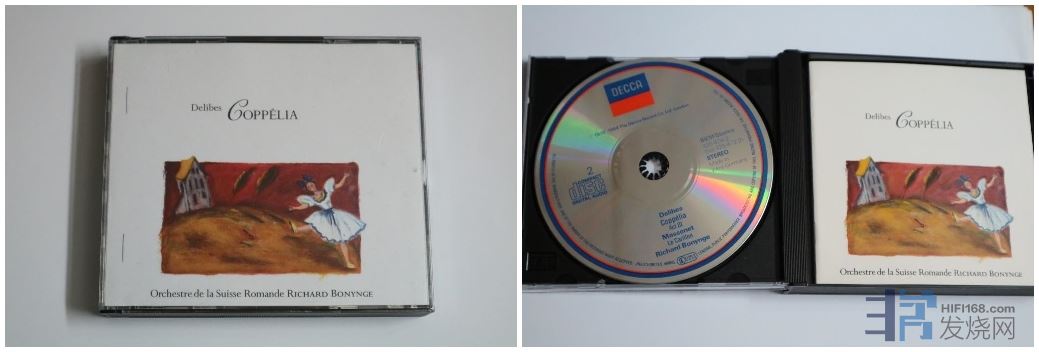 Delibes COPPÉLIA
Orchestre de la Suisse Romande RICHARD BONYNGE
DECCA
STEREO
2
COMPACT
disc
DIGITAL AUDIO
Delibes
Coppélia
Act III
Massenet
Le Carillon
Richard Bonynge
Delibes COPPÉLIA
Orchestre de la Suisse Romande RICHARD BONYNGE
HIFI168.com
发烧网